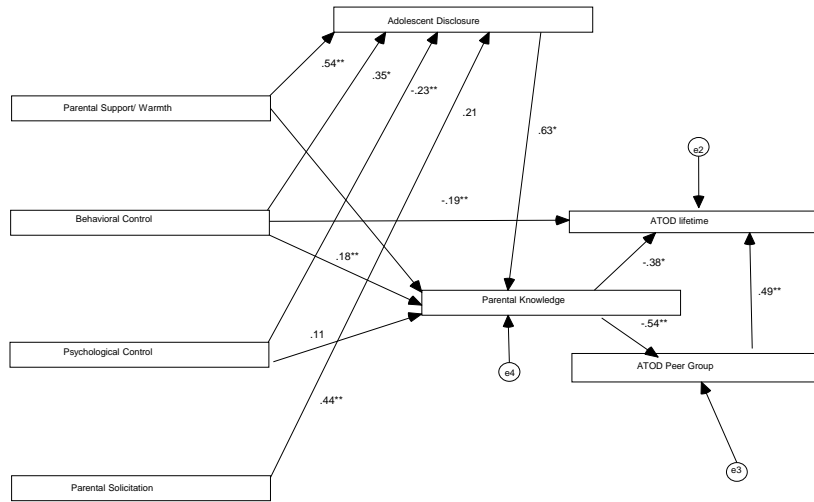 Adolescent Disclosure
.54**
.35*
-.23**
.21
Parental Support/ Warmth
.63*
e2
Behavioral Control
-.19**
ATOD lifetime
.18**
-.38*
Parental Knowledge
.49**
.11
-.54**
Psychological Control
e4
ATOD Peer Group
.44**
e3
Parental Solicitation